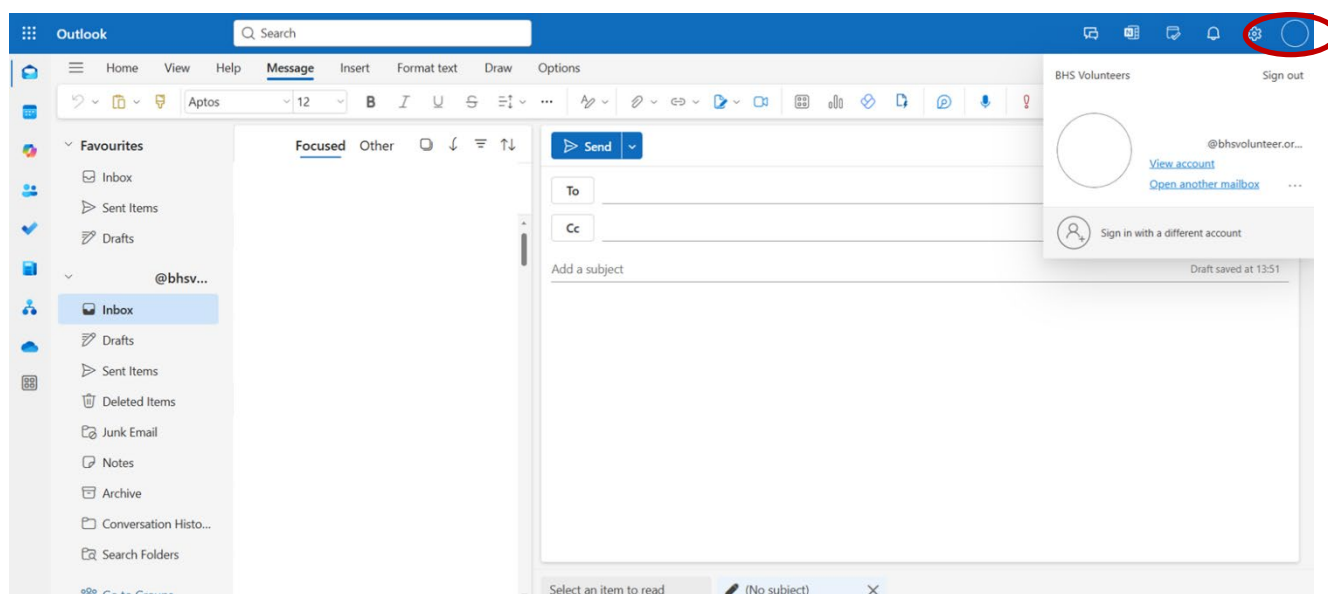 Outlook
Search
Home View Help Message Insert Format text Draw Options
Aptos 12 B I U
BHS Volunteers Sign out
@bhsvolunteer.or...
View account
Open another mailbox ...
Sign in with a different account
Favourites
Inbox
Sent Items
Drafts
@bhsv...
Inbox
Drafts
Sent Items
Deleted Items
Junk Email
Notes
Archive
Conversation Histo...
Search Folders
Go to Groups
Focused Other
Send
To
Cc
Add a subject Draft saved at 13:51
Select an item to read (No subject)